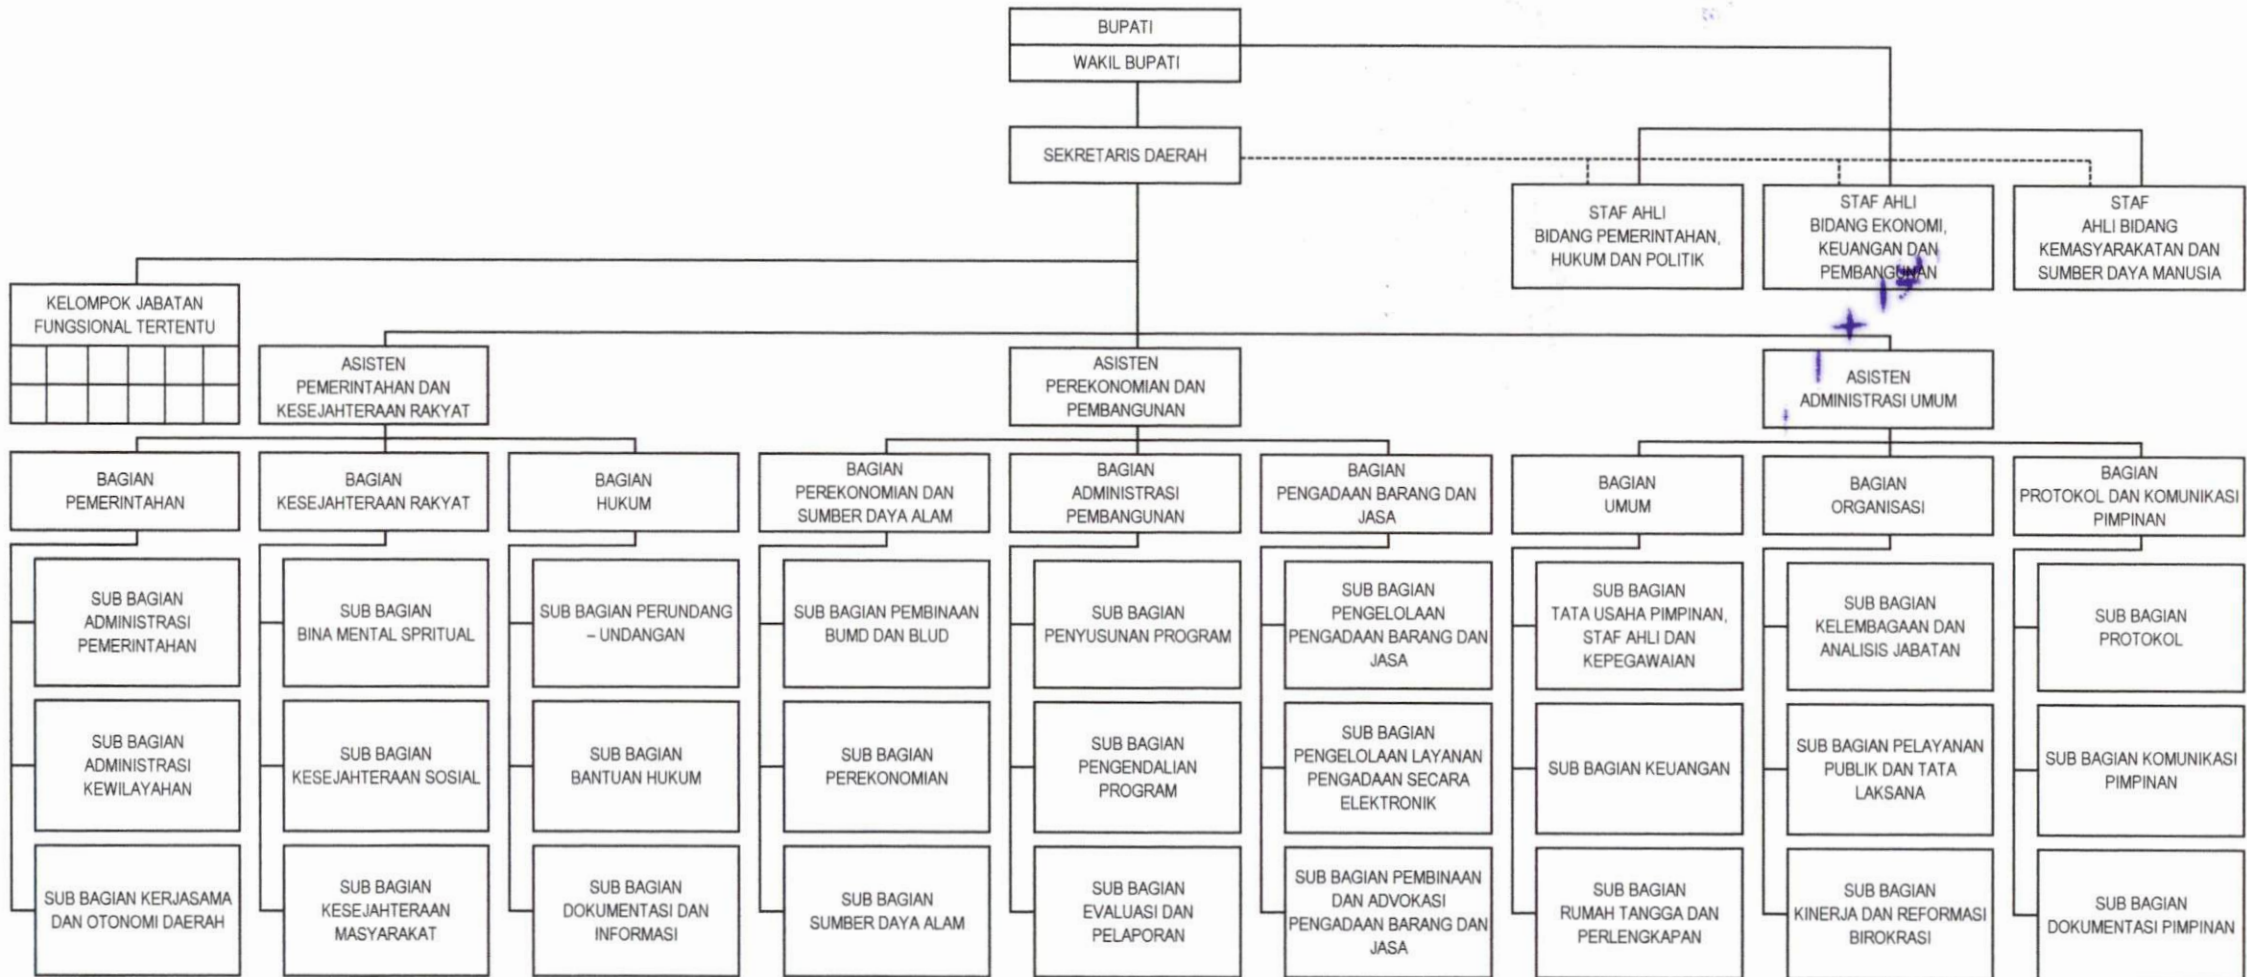 BUPATI
WAKIL BUPATI
SEKRETARIS DAERAH
STAF AHLI
BIDANG PEMERINTAHAN,
HUKUM DAN POLITIK
STAF AHLI
BIDANG EKONOMI,
KEUANGAN DAN
PEMBANGUNAN
STAF
AHLI BIDANG
KEMASYARAKATAN DAN
SUMBER DAYA MANUSIA
KELOMPOK JABATAN
FUNGSIONAL TERTENTU
ASISTEN
PEMERINTAHAN DAN
KESEJAHTERAAN RAKYAT
ASISTEN
PEREKONOMIAN DAN
PEMBANGUNAN
ASISTEN
ADMINISTRASI UMUM
BAGIAN
PEMERINTAHAN
BAGIAN
KESEJAHTERAAN RAKYAT
BAGIAN
HUKUM
BAGIAN
PEREKONOMIAN DAN
SUMBER DAYA ALAM
BAGIAN
ADMINISTRASI
PEMBANGUNAN
BAGIAN
PENGADAAN BARANG DAN
JASA
BAGIAN
UMUM
BAGIAN
ORGANISASI
BAGIAN
PROTOKOL DAN KOMUNIKASI
PIMPINAN
SUB BAGIAN
ADMINISTRASI
PEMERINTAHAN
SUB BAGIAN
BINA MENTAL SPRITUAL
SUB BAGIAN PERUNDANG
– UNDANGAN
SUB BAGIAN PEMBINAAN
BUMD DAN BLUD
SUB BAGIAN
PENYUSUNAN PROGRAM
SUB BAGIAN
PENGELOLAAN
PENGADAAN BARANG DAN
JASA
SUB BAGIAN
TATA USAHA PIMPINAN,
STAF AHLI DAN
KEPEGAWAIAN
SUB BAGIAN
KELEMBAGAAN DAN
ANALISIS JABATAN
SUB BAGIAN
PROTOKOL
SUB BAGIAN
ADMINISTRASI
KEWILAYAHAN
SUB BAGIAN
KESEJAHTERAAN SOSIAL
SUB BAGIAN
BANTUAN HUKUM
SUB BAGIAN
PEREKONOMIAN
SUB BAGIAN
PENGENDALIAN
PROGRAM
SUB BAGIAN
PENGELOLAAN LAYANAN
PENGADAAN SECARA
ELEKTRONIK
SUB BAGIAN KEUANGAN
SUB BAGIAN PELAYANAN
PUBLIK DAN TATA
LAKSANA
SUB BAGIAN KOMUNIKASI
PIMPINAN
SUB BAGIAN KERJASAMA
DAN OTONOMI DAERAH
SUB BAGIAN
KESEJAHTERAAN
MASYARAKAT
SUB BAGIAN
DOKUMENTASI DAN
INFORMASI
SUB BAGIAN
SUMBER DAYA ALAM
SUB BAGIAN
EVALUASI DAN
PELAPORAN
SUB BAGIAN PEMBINAAN
DAN ADVOKASI
PENGADAAN BARANG DAN
JASA
SUB BAGIAN
RUMAH TANGGA DAN
PERLENGKAPAN
SUB BAGIAN
KINERJA DAN REFORMASI
BIROKRASI
SUB BAGIAN
DOKUMENTASI PIMPINAN